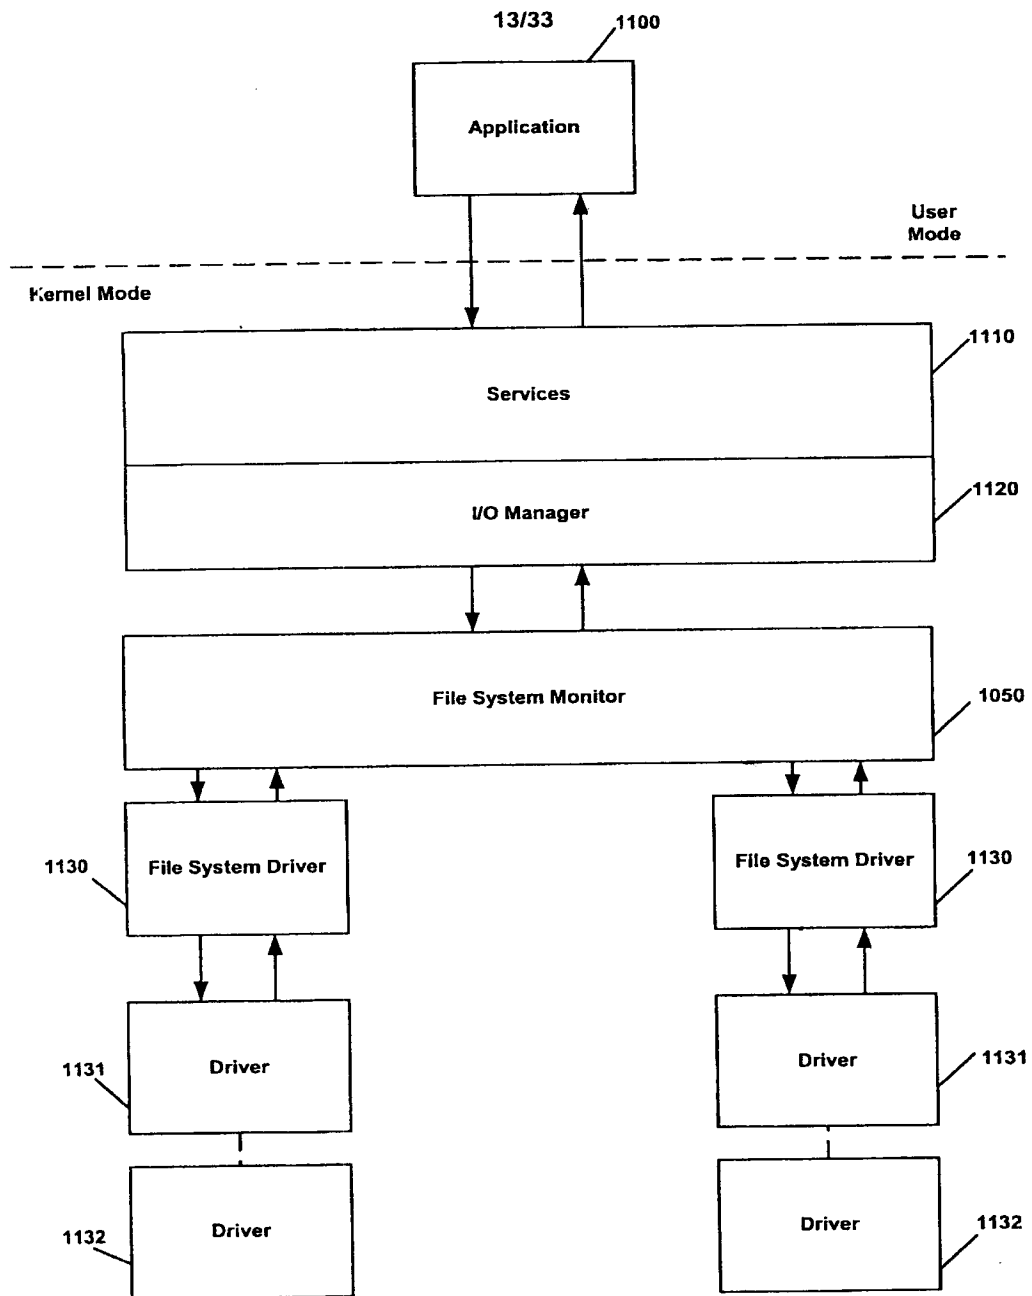 13/33
1100
Application
User
Mode
Kernel Mode
1110
Services
1120
I/O Manager
File System Monitor
1050
1130
File System Driver
File System Driver
1130
1131
Driver
Driver
1131
1132
Driver
Driver
1132